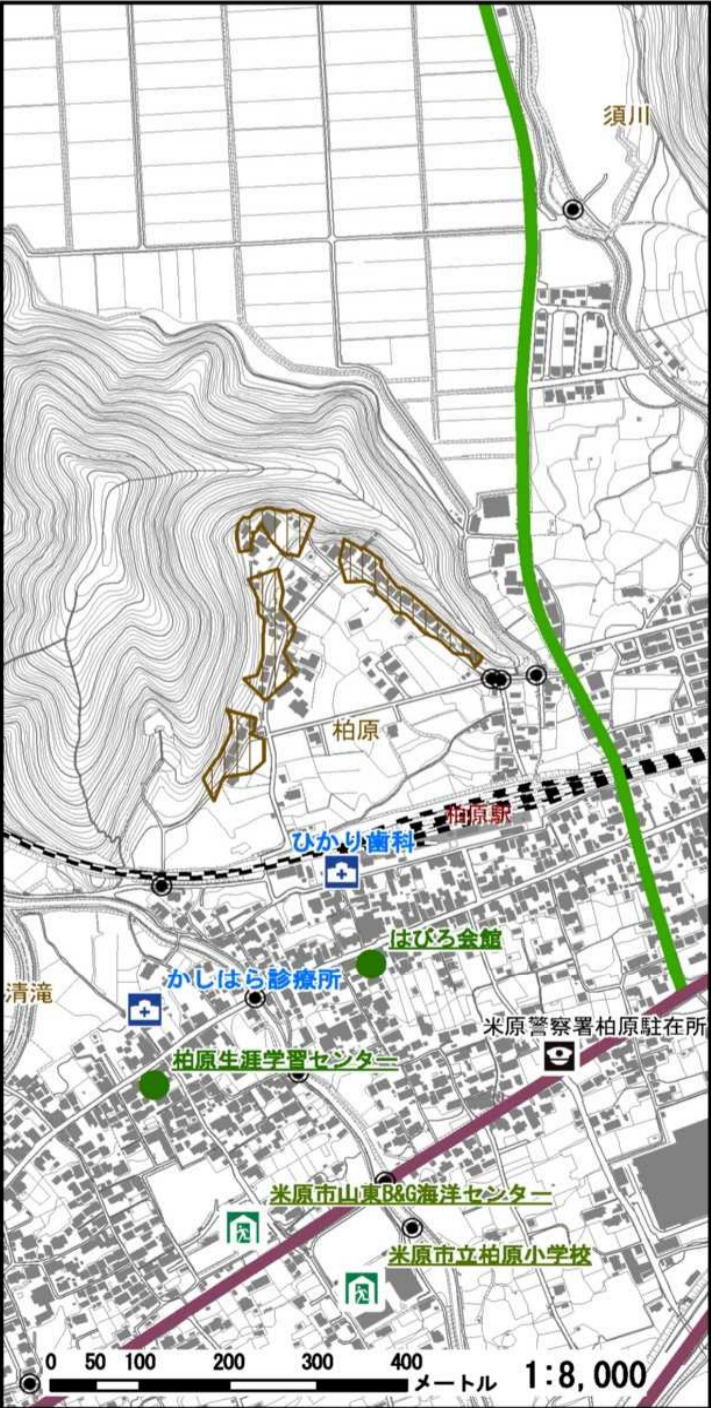 須川
柏原
柏原駅
ひかり歯科
はびろ会館
かしはら診療所
清滝
米原警察署柏原駐在所
柏原生涯学習センター
米原市山東B&G海洋センター
米原市立柏原小学校
0 50 100 200 300 400
メートル 1:8,000